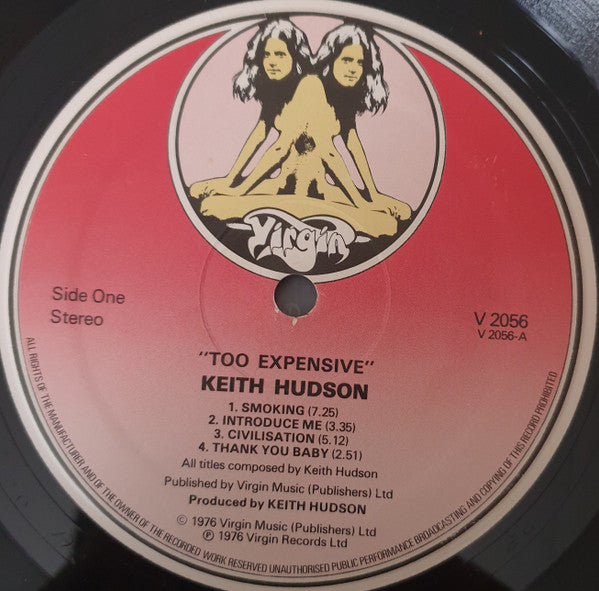 Virgin
Side One
Stereo
V 2056
V 2056-A
"TOO EXPENSIVE"
KEITH HUDSON
1. SMOKING (7.25)
2. INTRODUCE ME (3.35)
3. CIVILISATION (5.12)
4. THANK YOU BABY (2.51)
All titles composed by Keith Hudson
Published by Virgin Music (Publishers) Ltd
Produced by KEITH HUDSON
© 1976 Virgin Music (Publishers) Ltd
℗ 1976 Virgin Records Ltd
ALL RIGHTS OF THE MANUFACTURER AND OF THE OWNER OF THE RECORDED WORK RESERVED UNAUTHORISED PUBLIC PERFORMANCE BROADCASTING AND COPYING OF THIS RECORD PROHIBITED